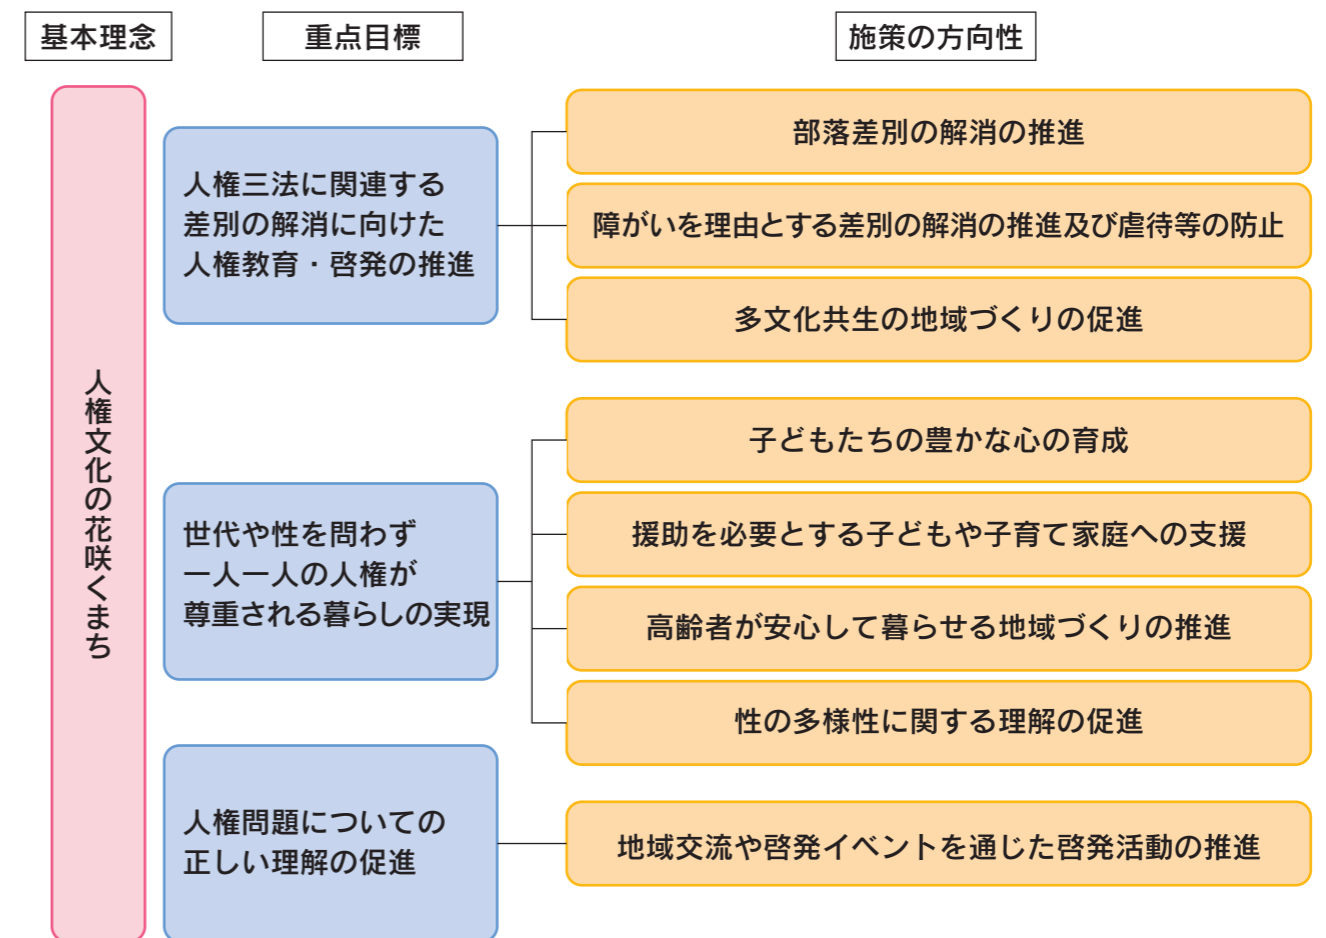 基本理念
重点目標
施策の方向性
人権文化の花咲くまち
人権三法に関連する
差別の解消に向けた
人権教育・啓発の推進
部落差別の解消の推進
障がいを理由とする差別の解消の推進及び虐待等の防止
多文化共生の地域づくりの促進
世代や性を問わず
一人一人の人権が
尊重される暮らしの実現
子どもたちの豊かな心の育成
援助を必要とする子どもや子育て家庭への支援
高齢者が安心して暮らせる地域づくりの推進
性の多様性に関する理解の促進
人権問題についての
正しい理解の促進
地域交流や啓発イベントを通じた啓発活動の推進